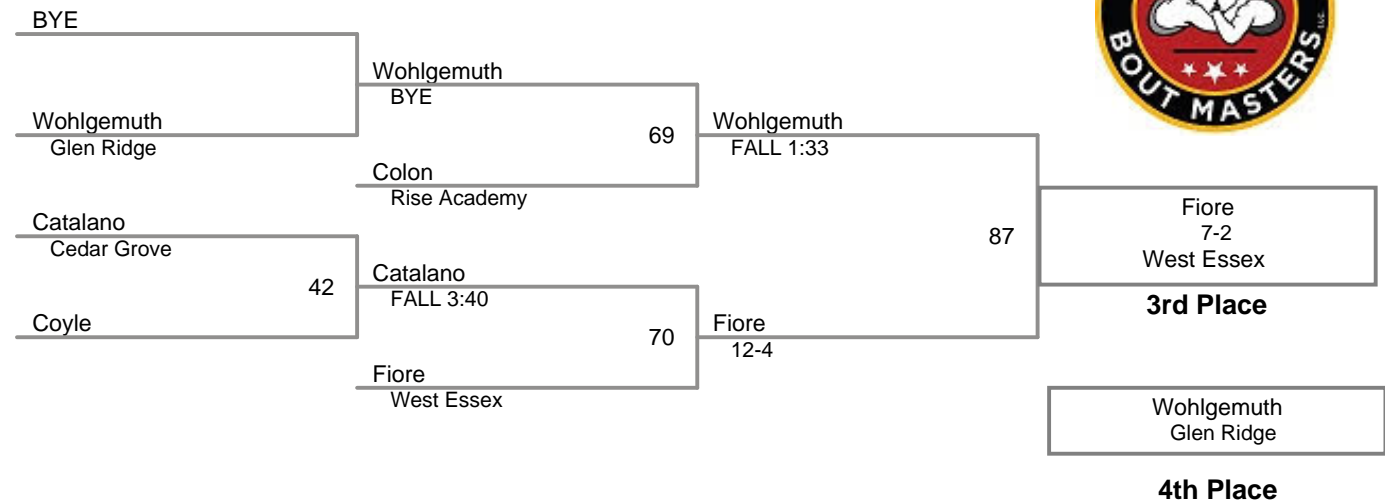 BYE
Wohlgemuth
Glen Ridge
Catalano
Cedar Grove
42
Coyle
Wohlgemuth
BYE
69
Colon
Rise Academy
Catalano
FALL 3:40
70
Fiore
West Essex
Wohlgemuth
FALL 1:33
87
Fiore
12-4
BOUT MASTERS
Fiore
7-2
West Essex
3rd Place
Wohlgemuth
Glen Ridge
4th Place